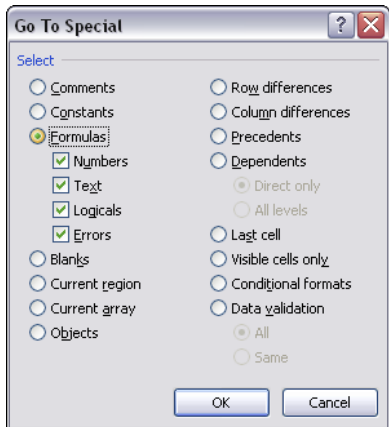 Go To Special
?
X
Select
Comments
Constants
Formulas
Numbers
Text
Logicals
Errors
Blanks
Current region
Current array
Objects
Row differences
Column differences
Precedents
Dependents
Direct only
All levels
Last cell
Visible cells only
Conditional formats
Data validation
All
Same
OK
Cancel